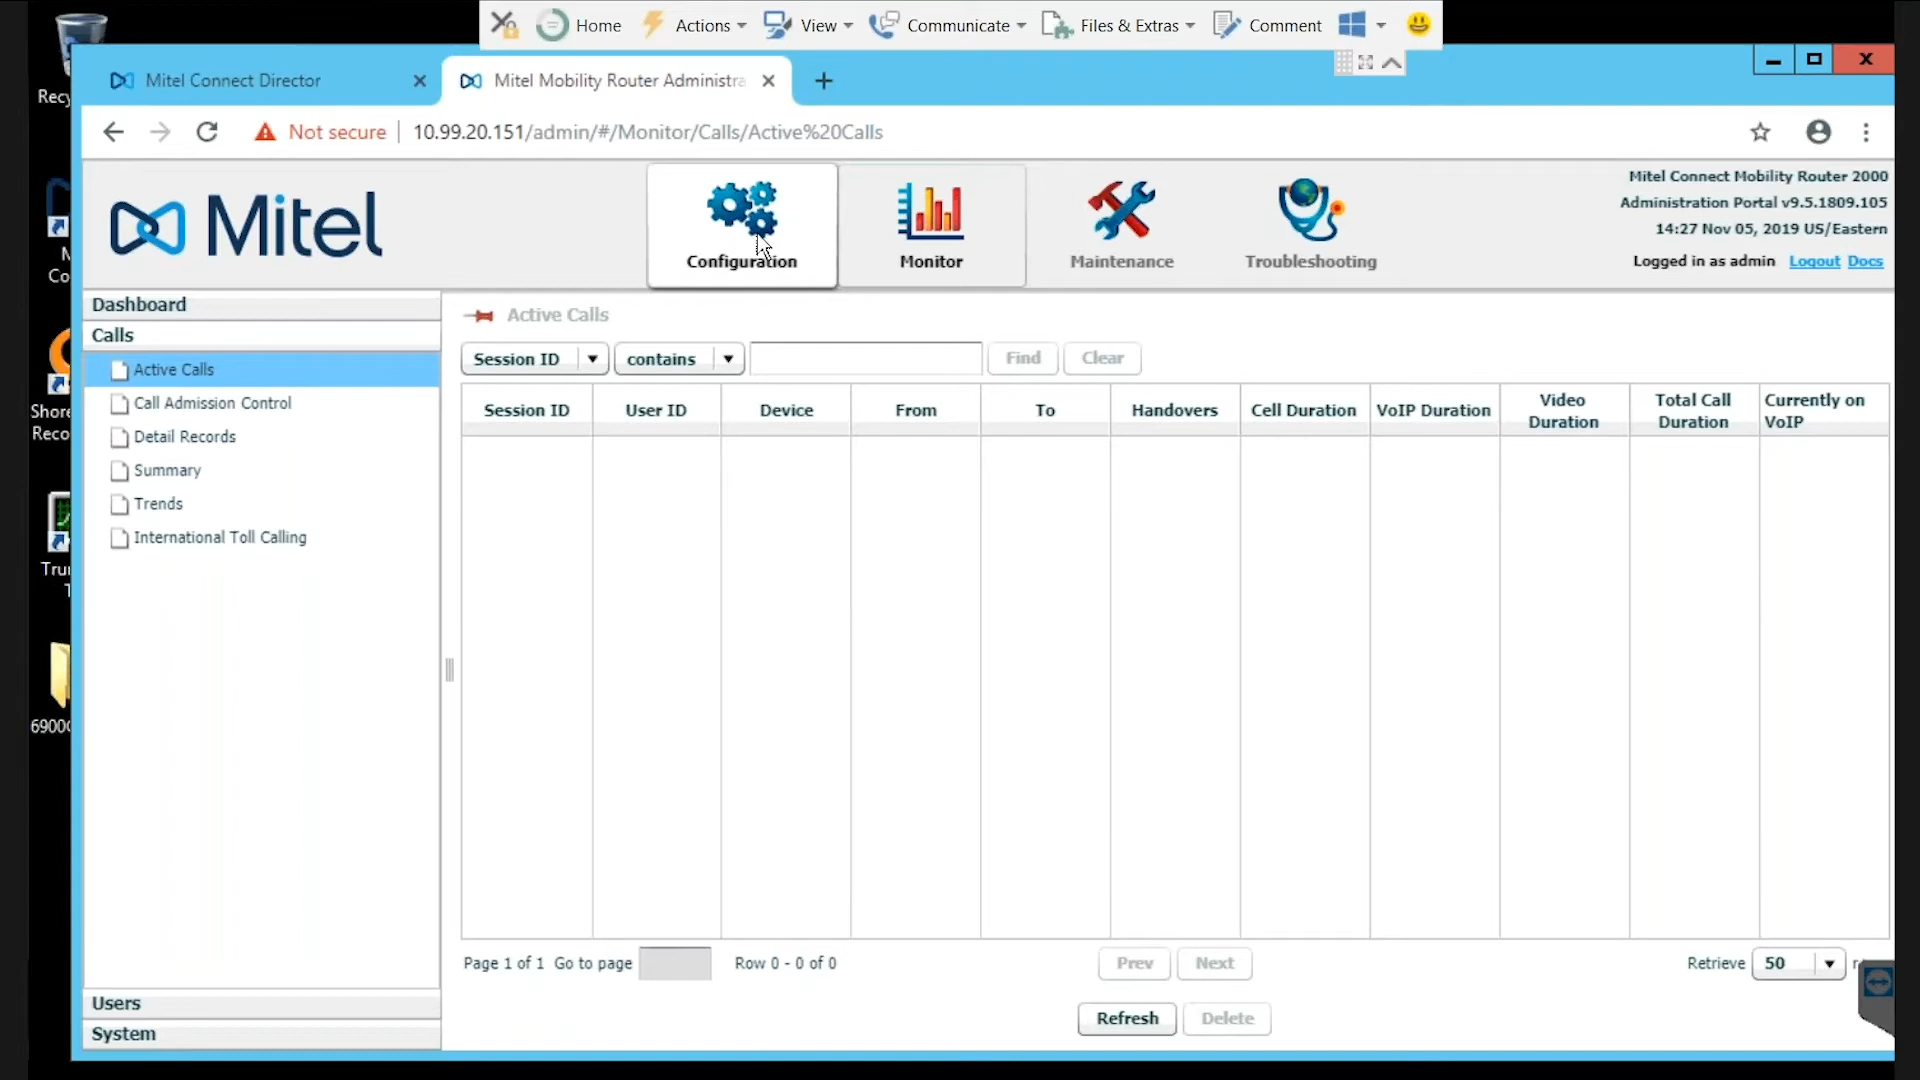 Home
Actions
View
Communicate
Files & Extras
Comment
Mitel Connect Director
Mitel Mobility Router Administra
Not secure
10.99.20.151/admin/#/Monitor/Calls/Active%20Calls
Mitel
Configuration
Monitor
Maintenance
Troubleshooting
Mitel Connect Mobility Router 2000
Administration Portal v9.5.1809.105
14:27 Nov 05, 2019 US/Eastern
Logged in as admin Logout Docs
Recy
Co
Shore
Reco
Tru
T
6900
Dashboard
Calls
Active Calls
Call Admission Control
Detail Records
Summary
Trends
International Toll Calling
Users
System
Active Calls
Session ID
contains
Find
Clear
Session ID
User ID
Device
From
To
Handovers
Cell Duration
VoIP Duration
Video
Duration
Total Call
Duration
Currently on
VoIP
Page 1 of 1 Go to page
Row 0 - 0 of 0
Prev
Next
Retrieve
50
Refresh
Delete